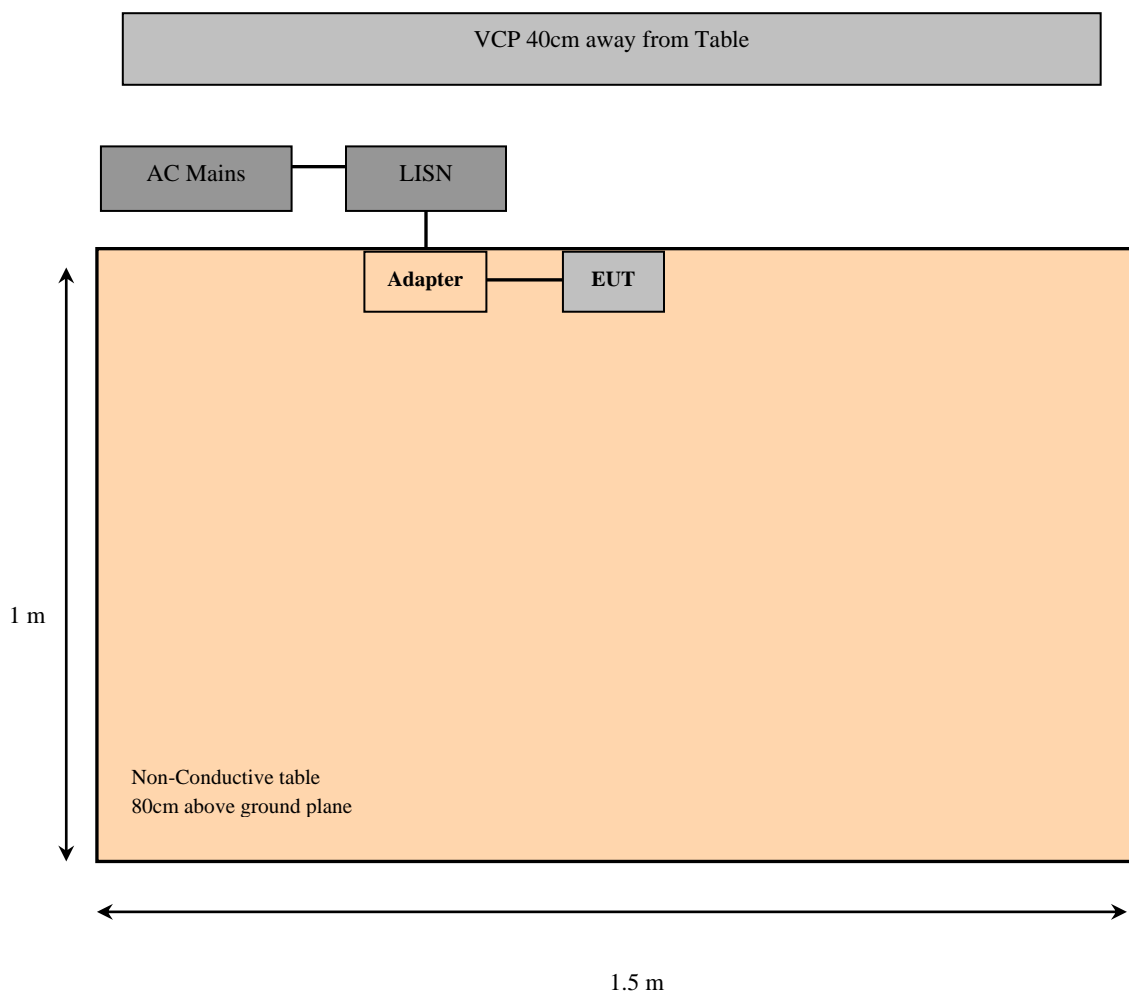 VCP 40cm away from Table
AC Mains
LISN
Adapter
EUT
1 m
Non-Conductive table
80cm above ground plane
1.5 m